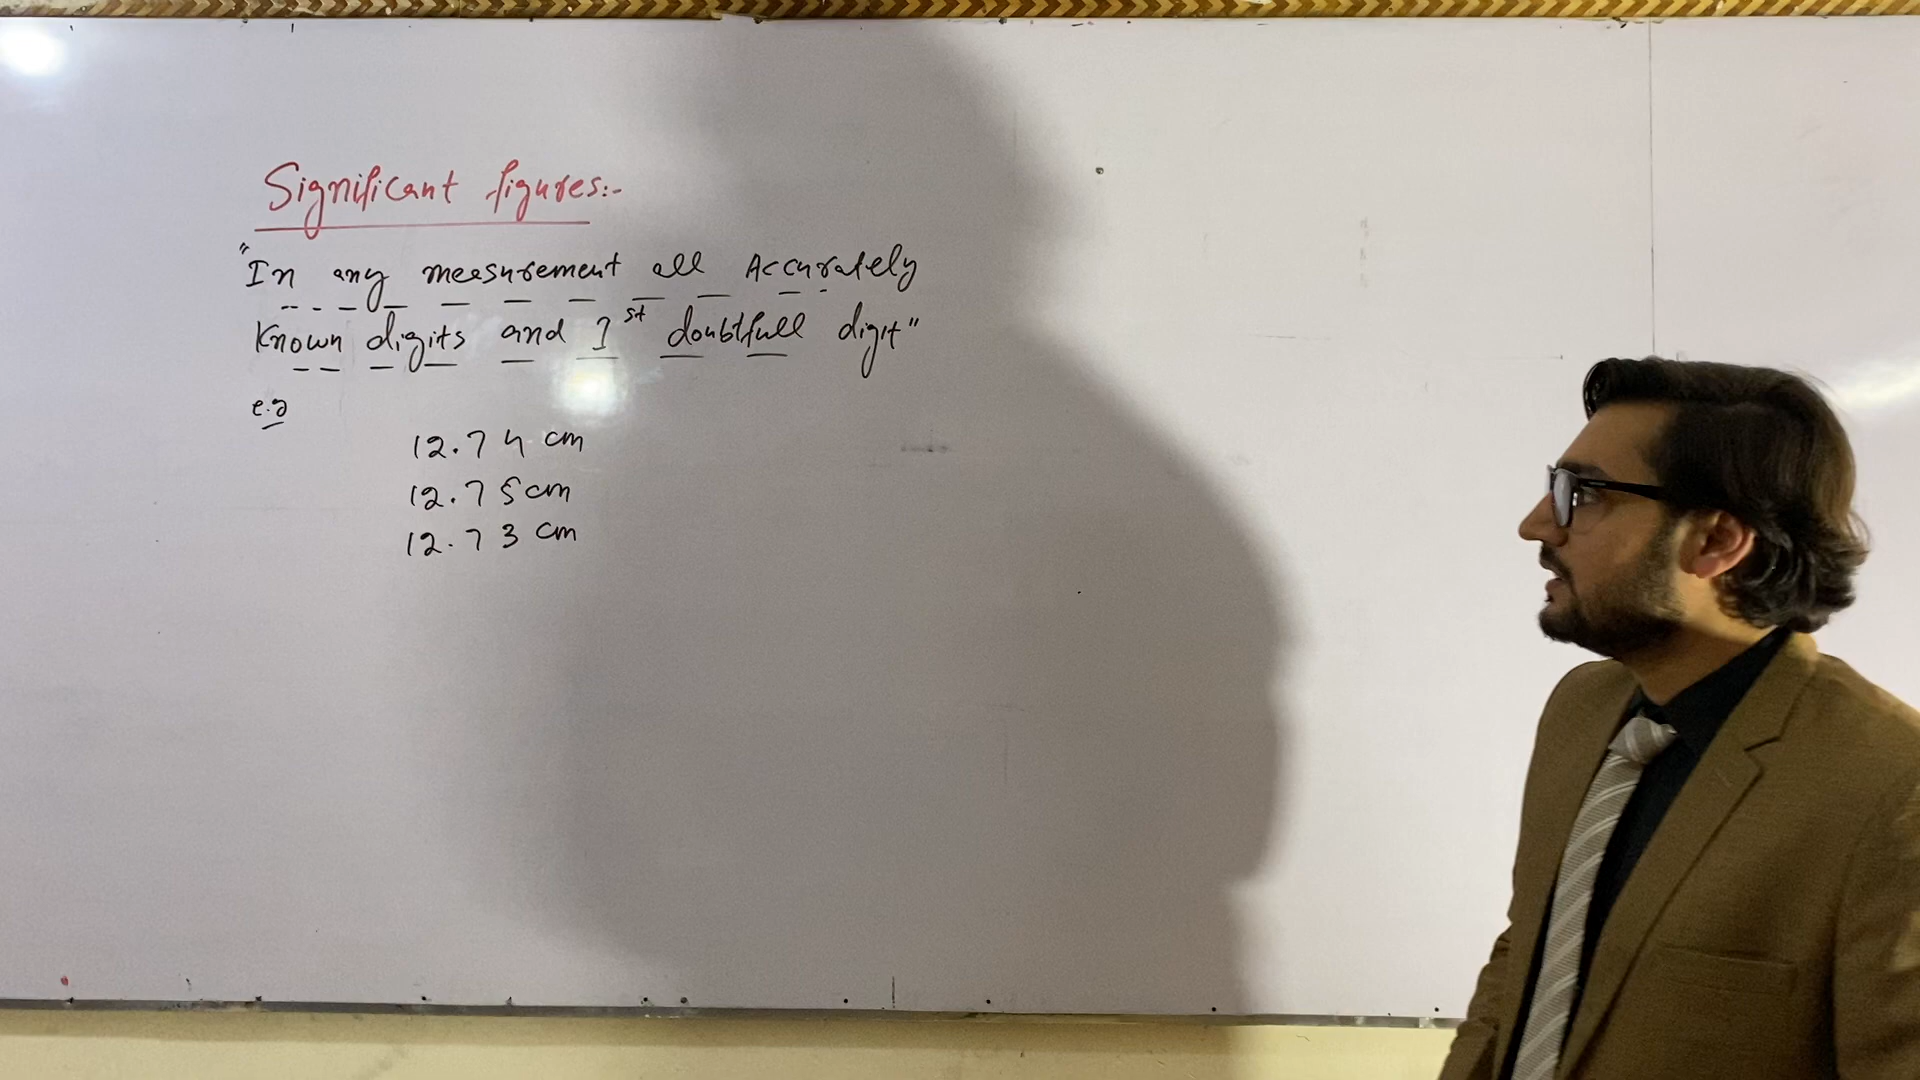 Significant figures:-
"In any measurement all Accurately
Known digits and 1st doubtfull digit"
e.g
12.74 cm
12.75 cm
12.73 cm